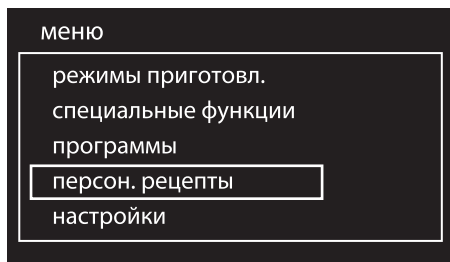 меню
режимы приготовл.
специальные функции
программы
персон. рецепты
настройки